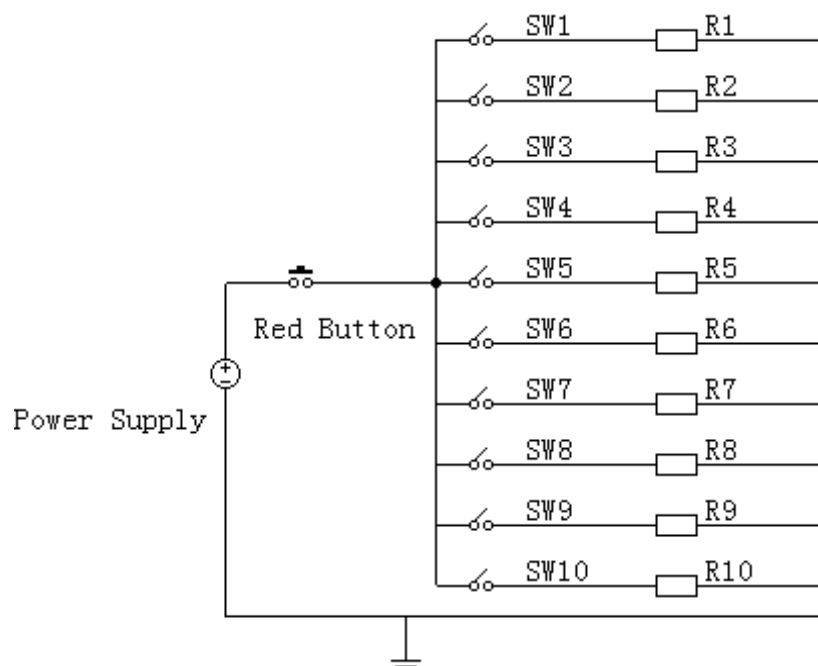 SW1 R1
SW2 R2
SW3 R3
SW4 R4
SW5 R5
Red Button
SW6 R6
Power Supply
SW7 R7
SW8 R8
SW9 R9
SW10 R10